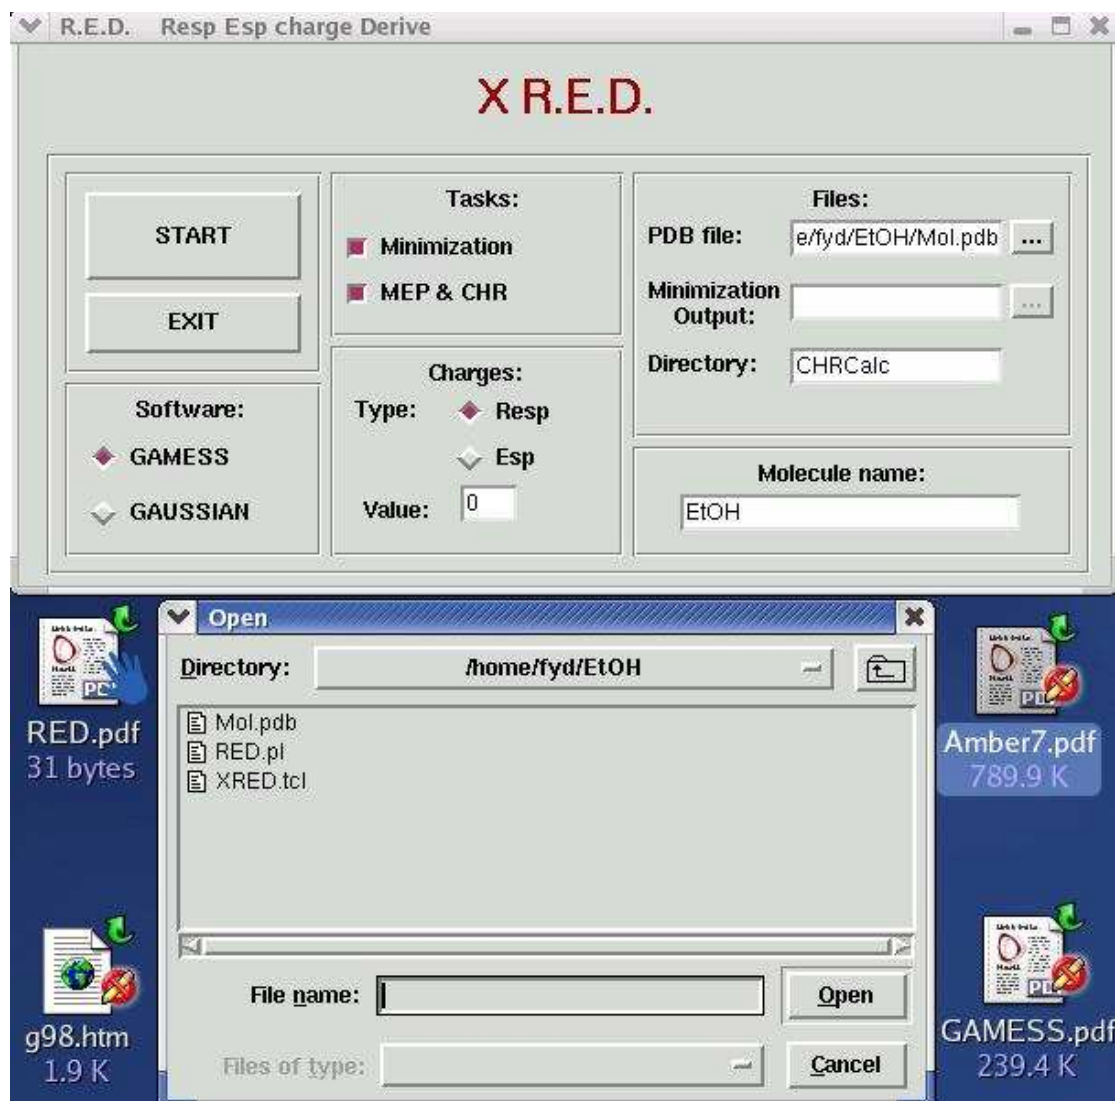 R.E.D. Resp Esp charge Derive
X R.E.D.
START
EXIT
Software:
GAMESS
GAUSSIAN
Tasks:
Minimization
MEP & CHR
Charges:
Type:
Resp
Esp
Value:
0
Files:
PDB file:
e/fyd/EtOH/Mol.pdb
...
Minimization
Output:
...
Directory:
CHRCalc
Molecule name:
EtOH
RED.pdf
31 bytes
g98.htm
1.9 K
Open
Directory:
/home/fyd/EtOH
Mol.pdb
RED.pl
XRED.tcl
File name:
Open
Files of type:
Cancel
Amber7.pdf
789.9 K
GAMESS.pdf
239.4 K